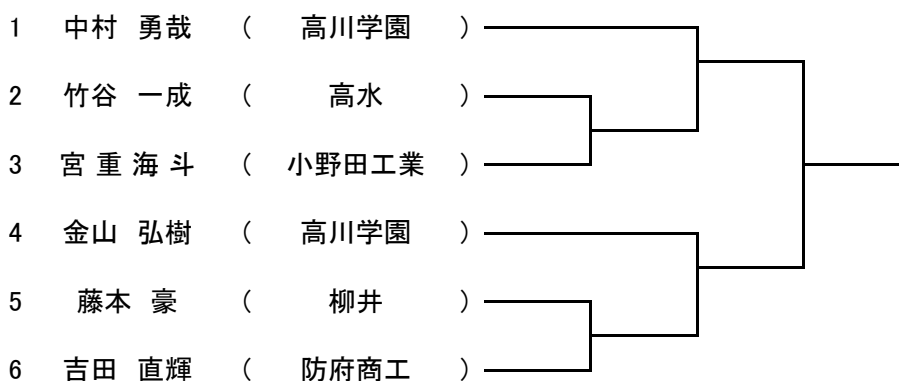 1 中村 勇哉 ( 高川学園 )
2 竹谷 一成 ( 高水 )
3 宮 重 海 斗 ( 小野田工業 )
4 金山 弘樹 ( 高川学園 )
5 藤本 豪 ( 柳井 )
6 吉田 直輝 ( 防府商工 )